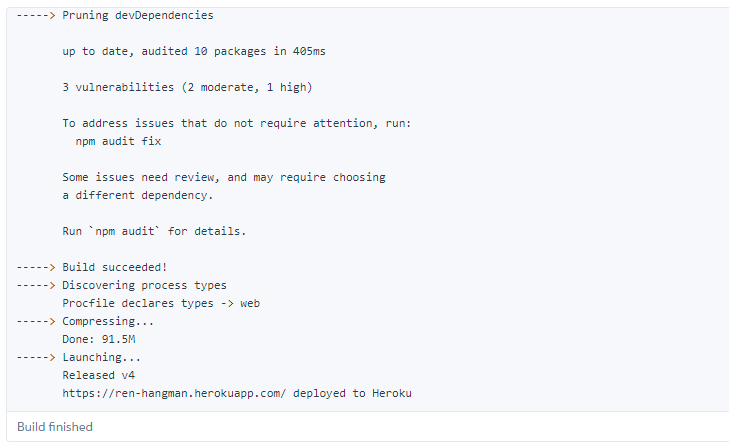 -----> Pruning devDependencies
up to date, audited 10 packages in 405ms
3 vulnerabilities (2 moderate, 1 high)
To address issues that do not require attention, run:
npm audit fix
Some issues need review, and may require choosing
a different dependency.
Run `npm audit` for details.
-----> Build succeeded!
-----> Discovering process types
Procfile declares types -> web
-----> Compressing...
Done: 91.5M
-----> Launching...
Released v4
https://ren-hangman.herokuapp.com/ deployed to Heroku
Build finished